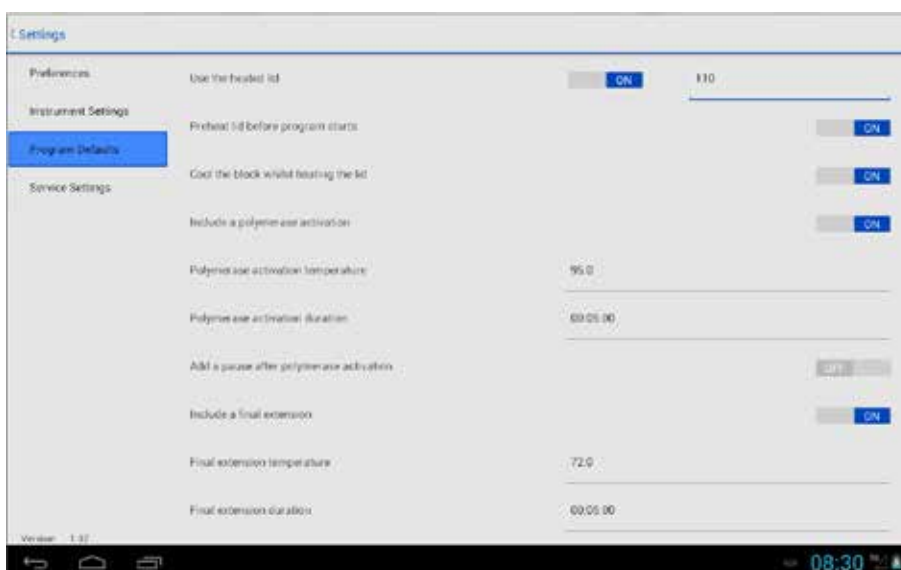 Settings
Preferences
Instrument Settings
Program Defaults
Service Settings
Use the heated lid ON 110
Preheat lid before program starts ON
Cool the block whilst heating the lid ON
Include a polymerase activation ON
Polymerase activation temperature 95.0
Polymerase activation duration 00:05:00
Add a pause after polymerase activation OFF
Include a final extension ON
Final extension temperature 72.0
Final extension duration 00:05:00
Version
08:30